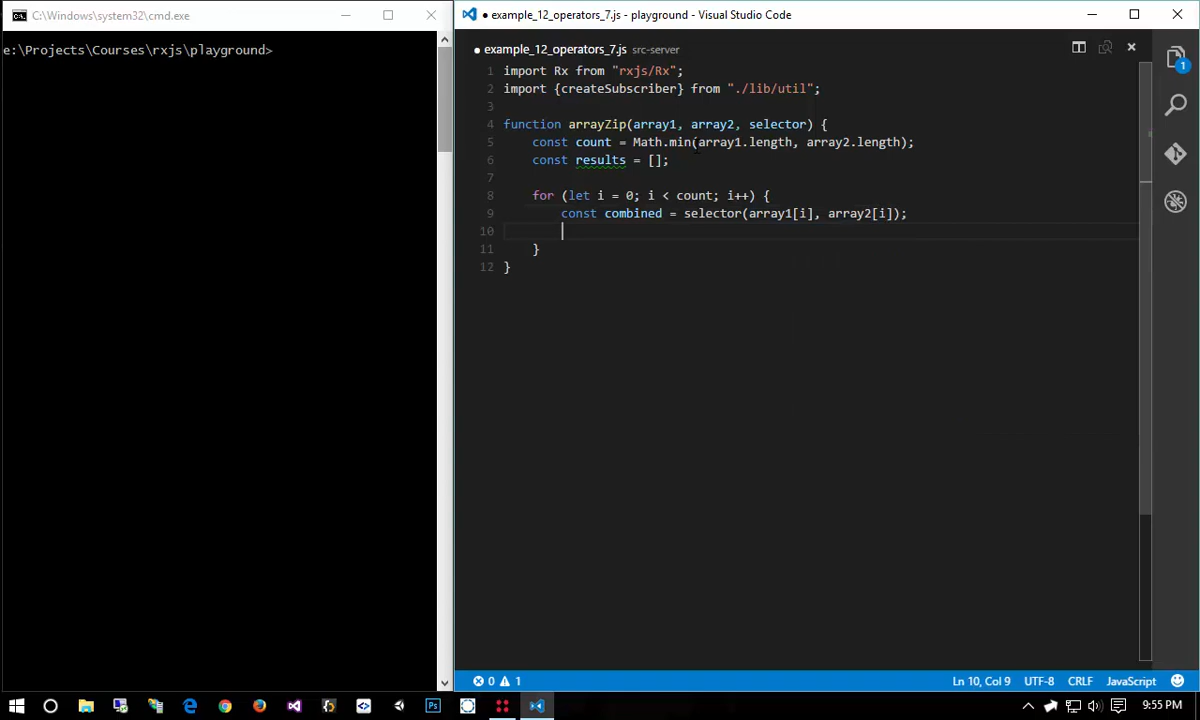 C:\Windows\system32\cmd.exe
e:\Projects\Courses\rxjs\playground>
● example_12_operators_7.js - playground - Visual Studio Code
● example_12_operators_7.js src-server
1 import Rx from "rxjs/Rx";
2 import {createSubscriber} from "./lib/util";
3
4 function arrayZip(array1, array2, selector) {
5 const count = Math.min(array1.length, array2.length);
6 const results = [];
7
8 for (let i = 0; i < count; i++) {
9 const combined = selector(array1[i], array2[i]);
10
11 }
12 }
1
0 1 Ln 10, Col 9 UTF-8 CRLF JavaScript
Ps
9:55 PM